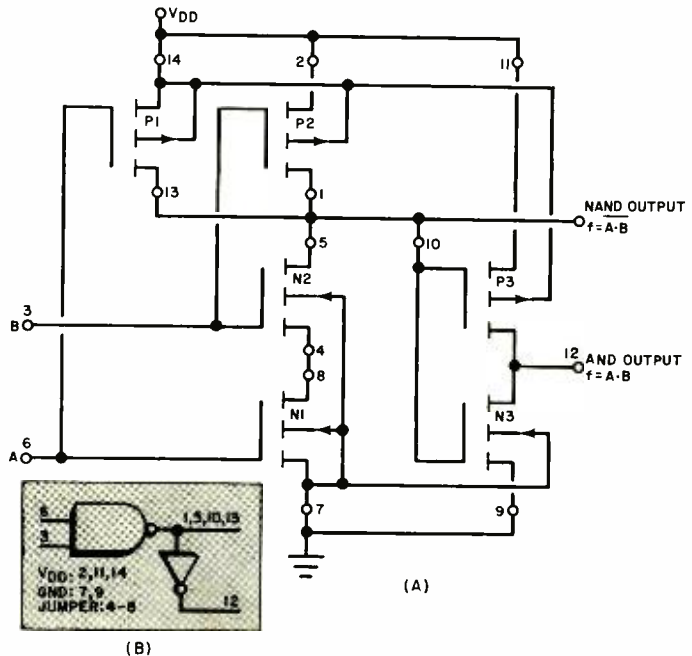 VDD
14
2
11
P1
P2
13
1
NAND OUTPUT
f=A·B
5
10
N2
P3
3
B
4
8
12
AND OUTPUT
f=A·B
N1
N3
6
A
7
9
(A)
6
3
1,5,10,13
VDD: 2,11,14
GND: 7,9
JUMPER: 4-8
12
(B)